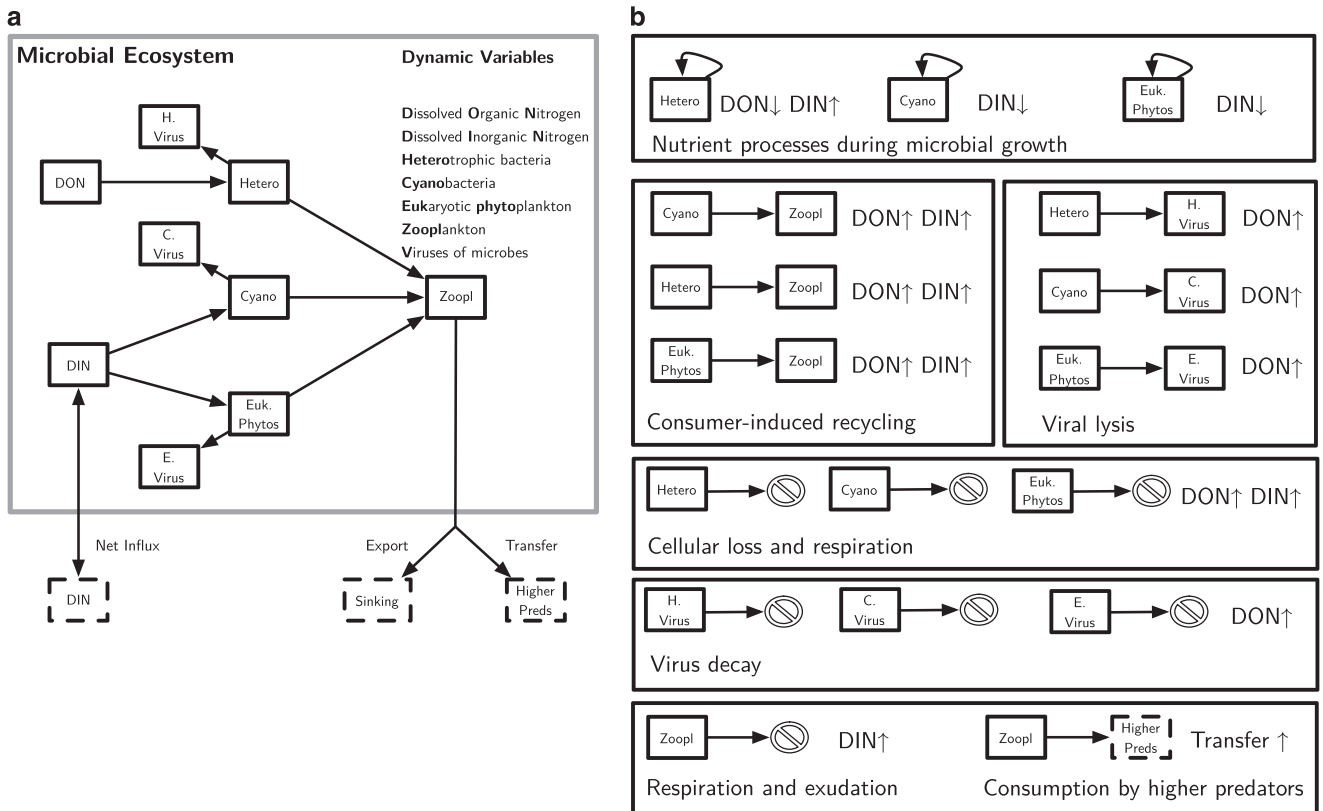 a
Microbial Ecosystem
Dynamic Variables
Dissolved Organic Nitrogen
Dissolved Inorganic Nitrogen
Heterotrophic bacteria
Cyanobacteria
Eukaryotic phytoplankton
Zooplankton
Viruses of microbes
H.
Virus
DON
Hetero
C.
Virus
Cyano
Zoopl
DIN
Euk.
Phytos
E.
Virus
Net Influx
Export
Transfer
DIN
Sinking
Higher
Preds
b
Hetero
DON↓ DIN↑
Cyano
DIN↓
Euk.
Phytos
DIN↓
Nutrient processes during microbial growth
Cyano
Zoopl
DON↑ DIN↑
Hetero
Zoopl
DON↑ DIN↑
Euk.
Phytos
Zoopl
DON↑ DIN↑
Consumer-induced recycling
Hetero
H.
Virus
DON↑
Cyano
C.
Virus
DON↑
Euk.
Phytos
E.
Virus
DON↑
Viral lysis
Hetero
Cyano
Euk.
Phytos
DON↑ DIN↑
Cellular loss and respiration
H.
Virus
C.
Virus
E.
Virus
DON↑
Virus decay
Zoopl
DIN↑
Respiration and exudation
Zoopl
Higher
Preds
Transfer ↑
Consumption by higher predators